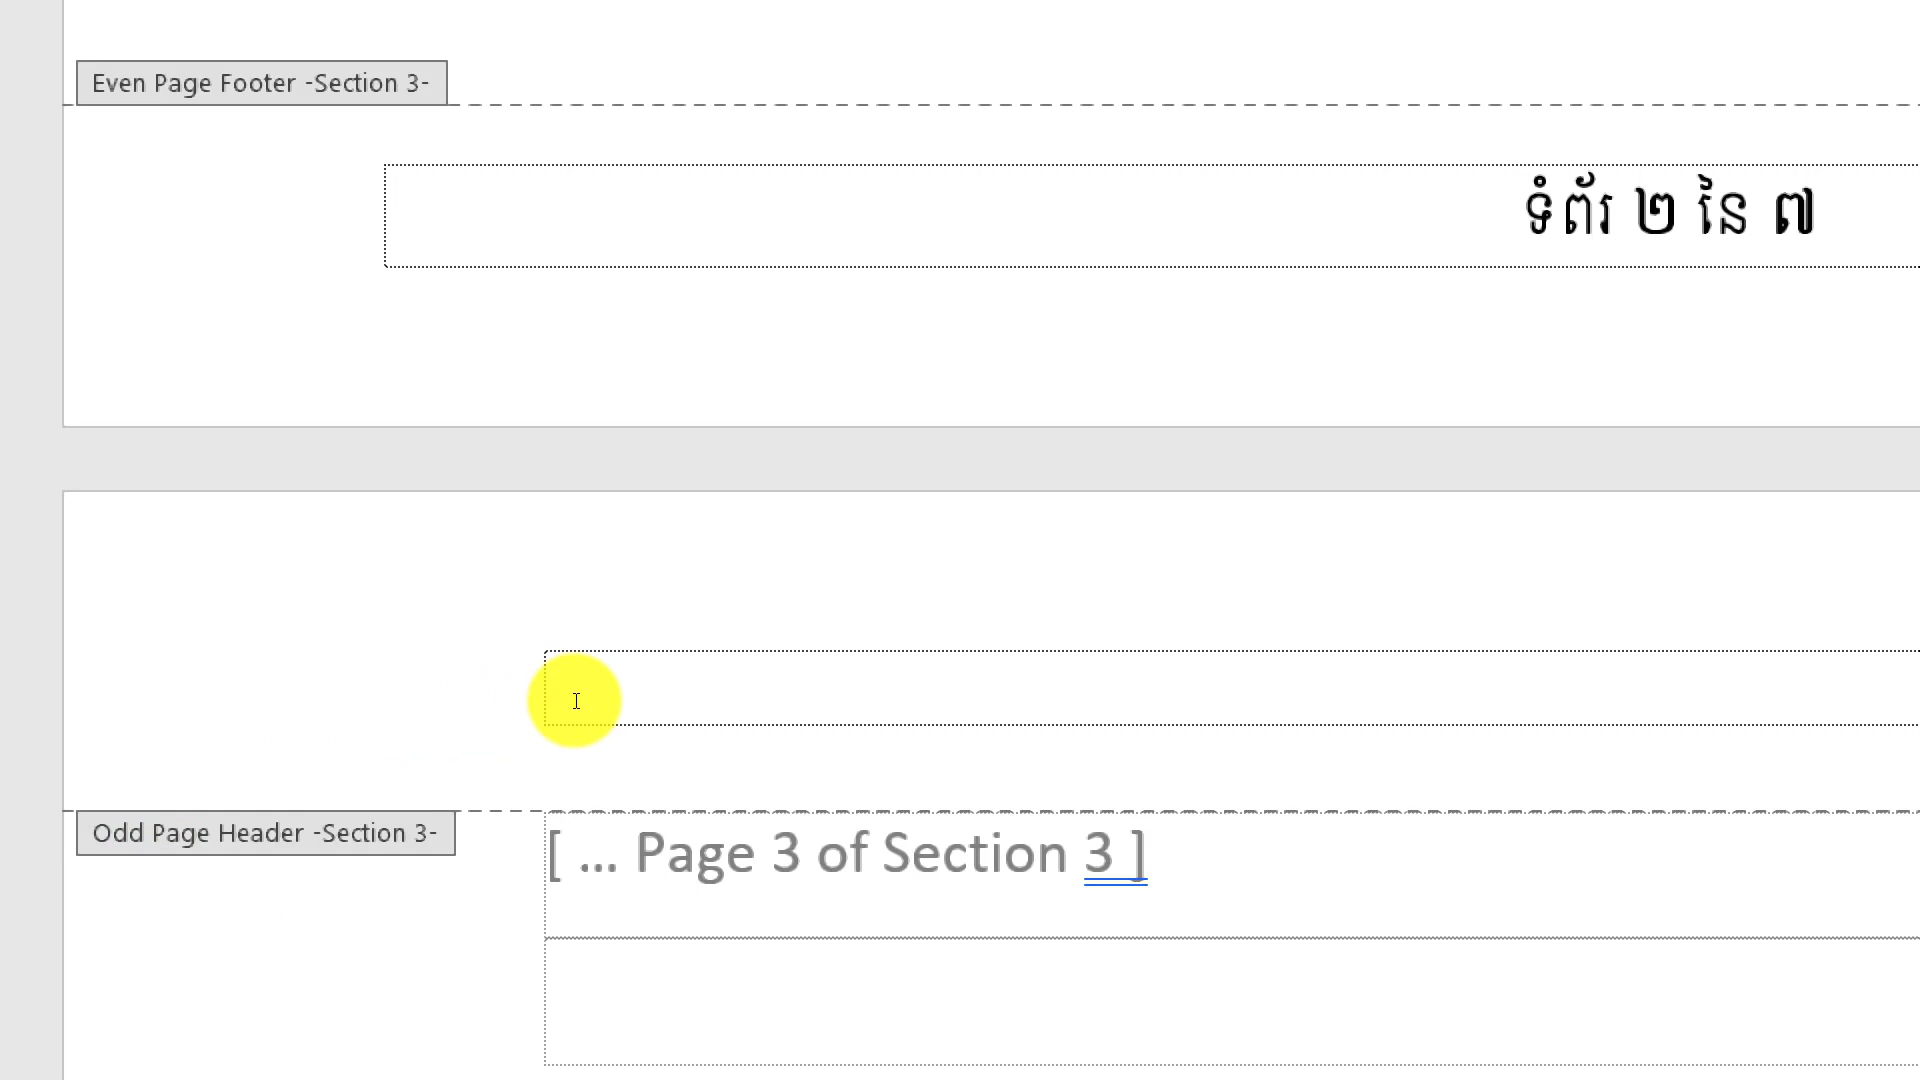 Even Page Footer -Section 3-
ទំព័រ ២ នៃ ៧
Odd Page Header -Section 3-
[ ... Page 3 of Section 3 ]